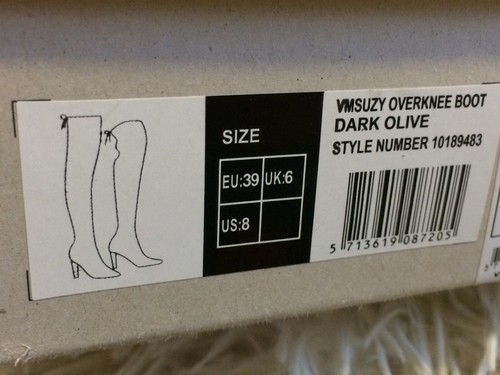 VMSUZY OVERKNEE BOOT
DARK OLIVE
STYLE NUMBER 10189483
SIZE
EU:39 UK:6
US:8
5 713619 087205